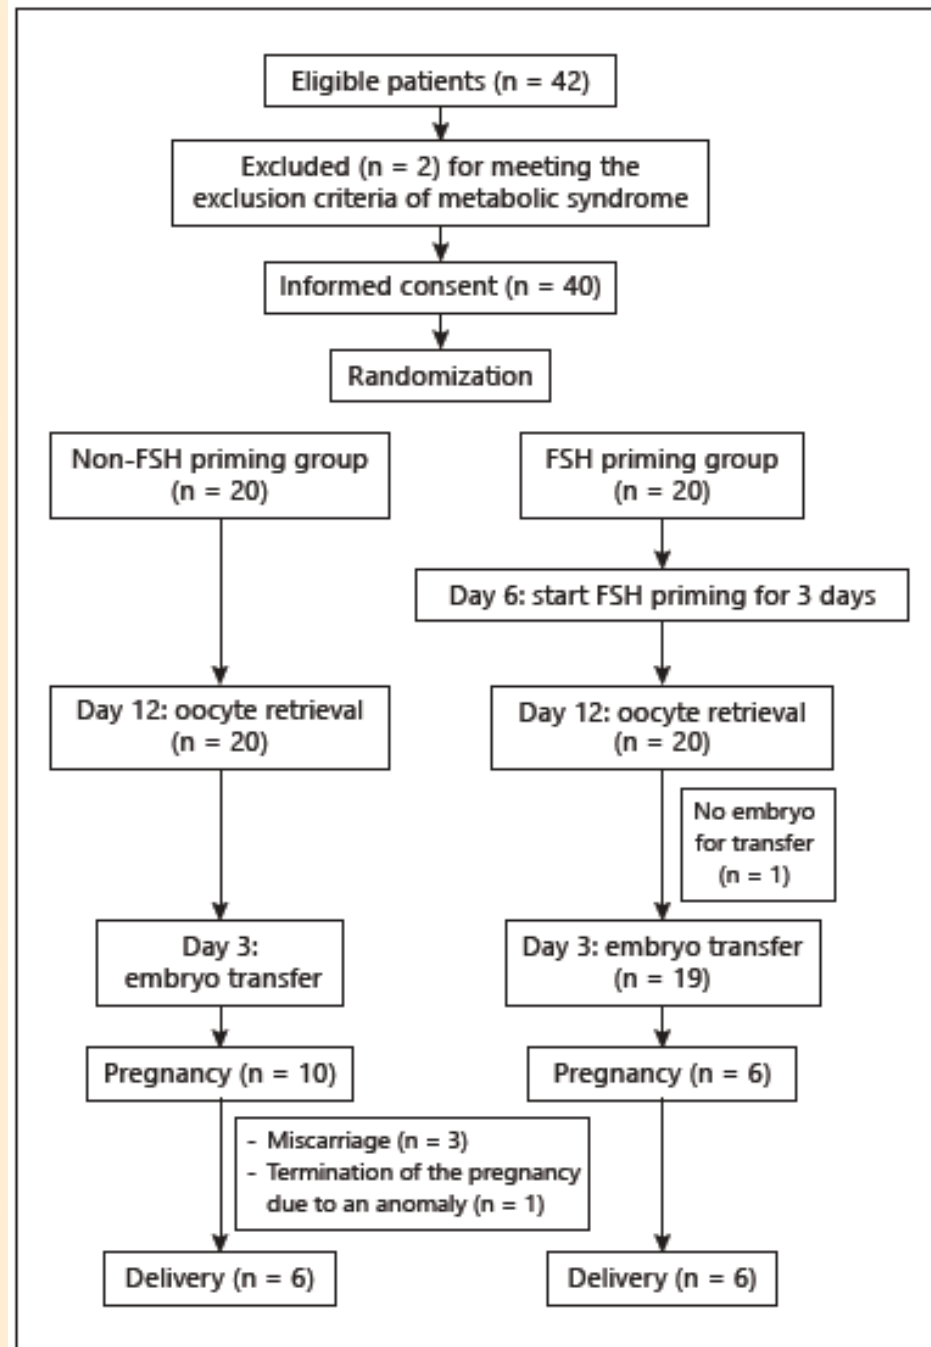 Eligible patients (n = 42)
Excluded (n = 2) for meeting the
exclusion criteria of metabolic syndrome
Informed consent (n = 40)
Randomization
Non-FSH priming group
(n = 20)
FSH priming group
(n = 20)
Day 6: start FSH priming for 3 days
Day 12: oocyte retrieval
(n = 20)
Day 12: oocyte retrieval
(n = 20)
No embryo
for transfer
(n = 1)
Day 3:
embryo transfer
Day 3: embryo transfer
(n = 19)
Pregnancy (n = 10)
Pregnancy (n = 6)
- Miscarriage (n = 3)
- Termination of the pregnancy
due to an anomaly (n = 1)
Delivery (n = 6)
Delivery (n = 6)